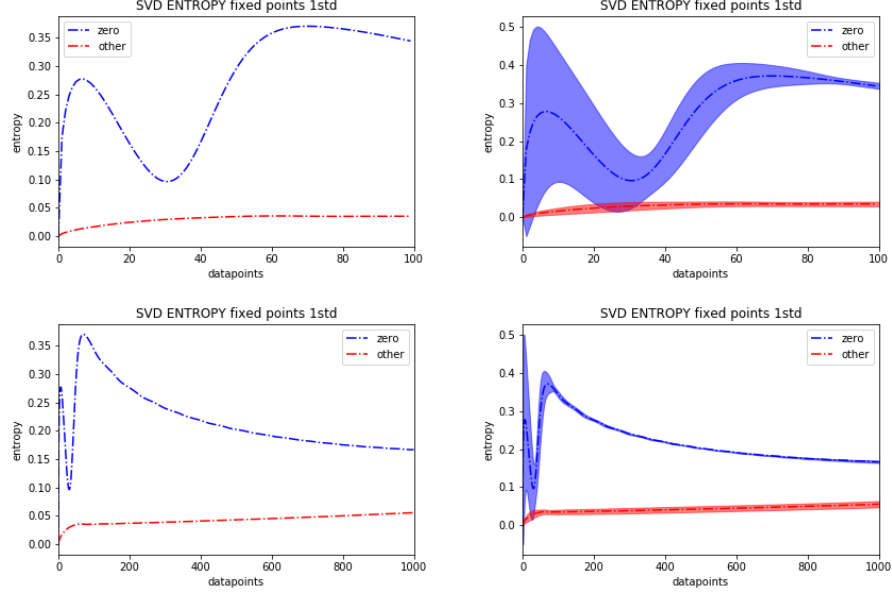 SVD ENTROPY fixed points 1std
zero
other
entropy
0.35
0.30
0.25
0.20
0.15
0.10
0.05
0.00
0 20 40 60 80 100
datapoints
SVD ENTROPY fixed points 1std
zero
other
entropy
0.5
0.4
0.3
0.2
0.1
0.0
0 20 40 60 80 100
datapoints
SVD ENTROPY fixed points 1std
zero
other
entropy
0.35
0.30
0.25
0.20
0.15
0.10
0.05
0.00
0 200 400 600 800 1000
datapoints
SVD ENTROPY fixed points 1std
zero
other
entropy
0.5
0.4
0.3
0.2
0.1
0.0
0 200 400 600 800 1000
datapoints